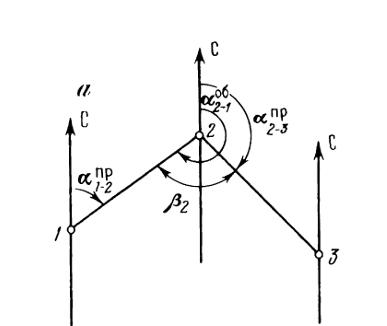 С
а
С
α 2-1 об
α 2-3 пр
2
С
α 1-2 пр
β2
1
3